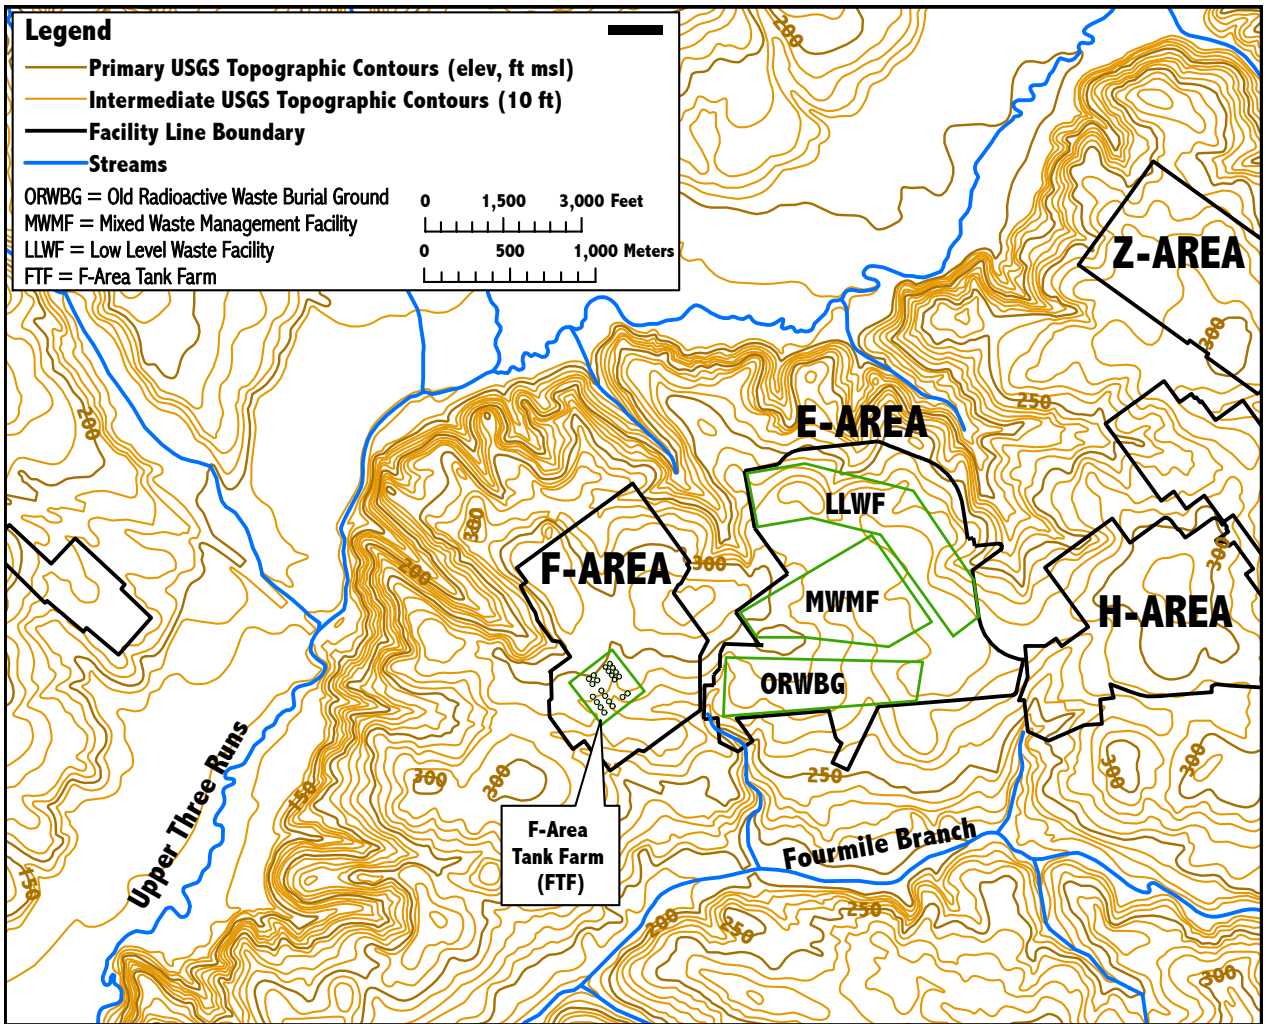 Legend
Primary USGS Topographic Contours (elev, ft msl)
Intermediate USGS Topographic Contours (10 ft)
Facility Line Boundary
Streams
ORWBG = Old Radioactive Waste Burial Ground
MWMF = Mixed Waste Management Facility
LLWF = Low Level Waste Facility
FTF = F-Area Tank Farm
0 1,500 3,000 Feet
0 500 1,000 Meters
200
Z-AREA
300
200
250
E-AREA
LLWF
300
200
F-AREA
300
MWMF
300
H-AREA
ORWBG
Upper Three Runs
150
300
300
250
300
300
F-Area
Tank Farm
(FTF)
Fourmile Branch
150
200
250
250
300